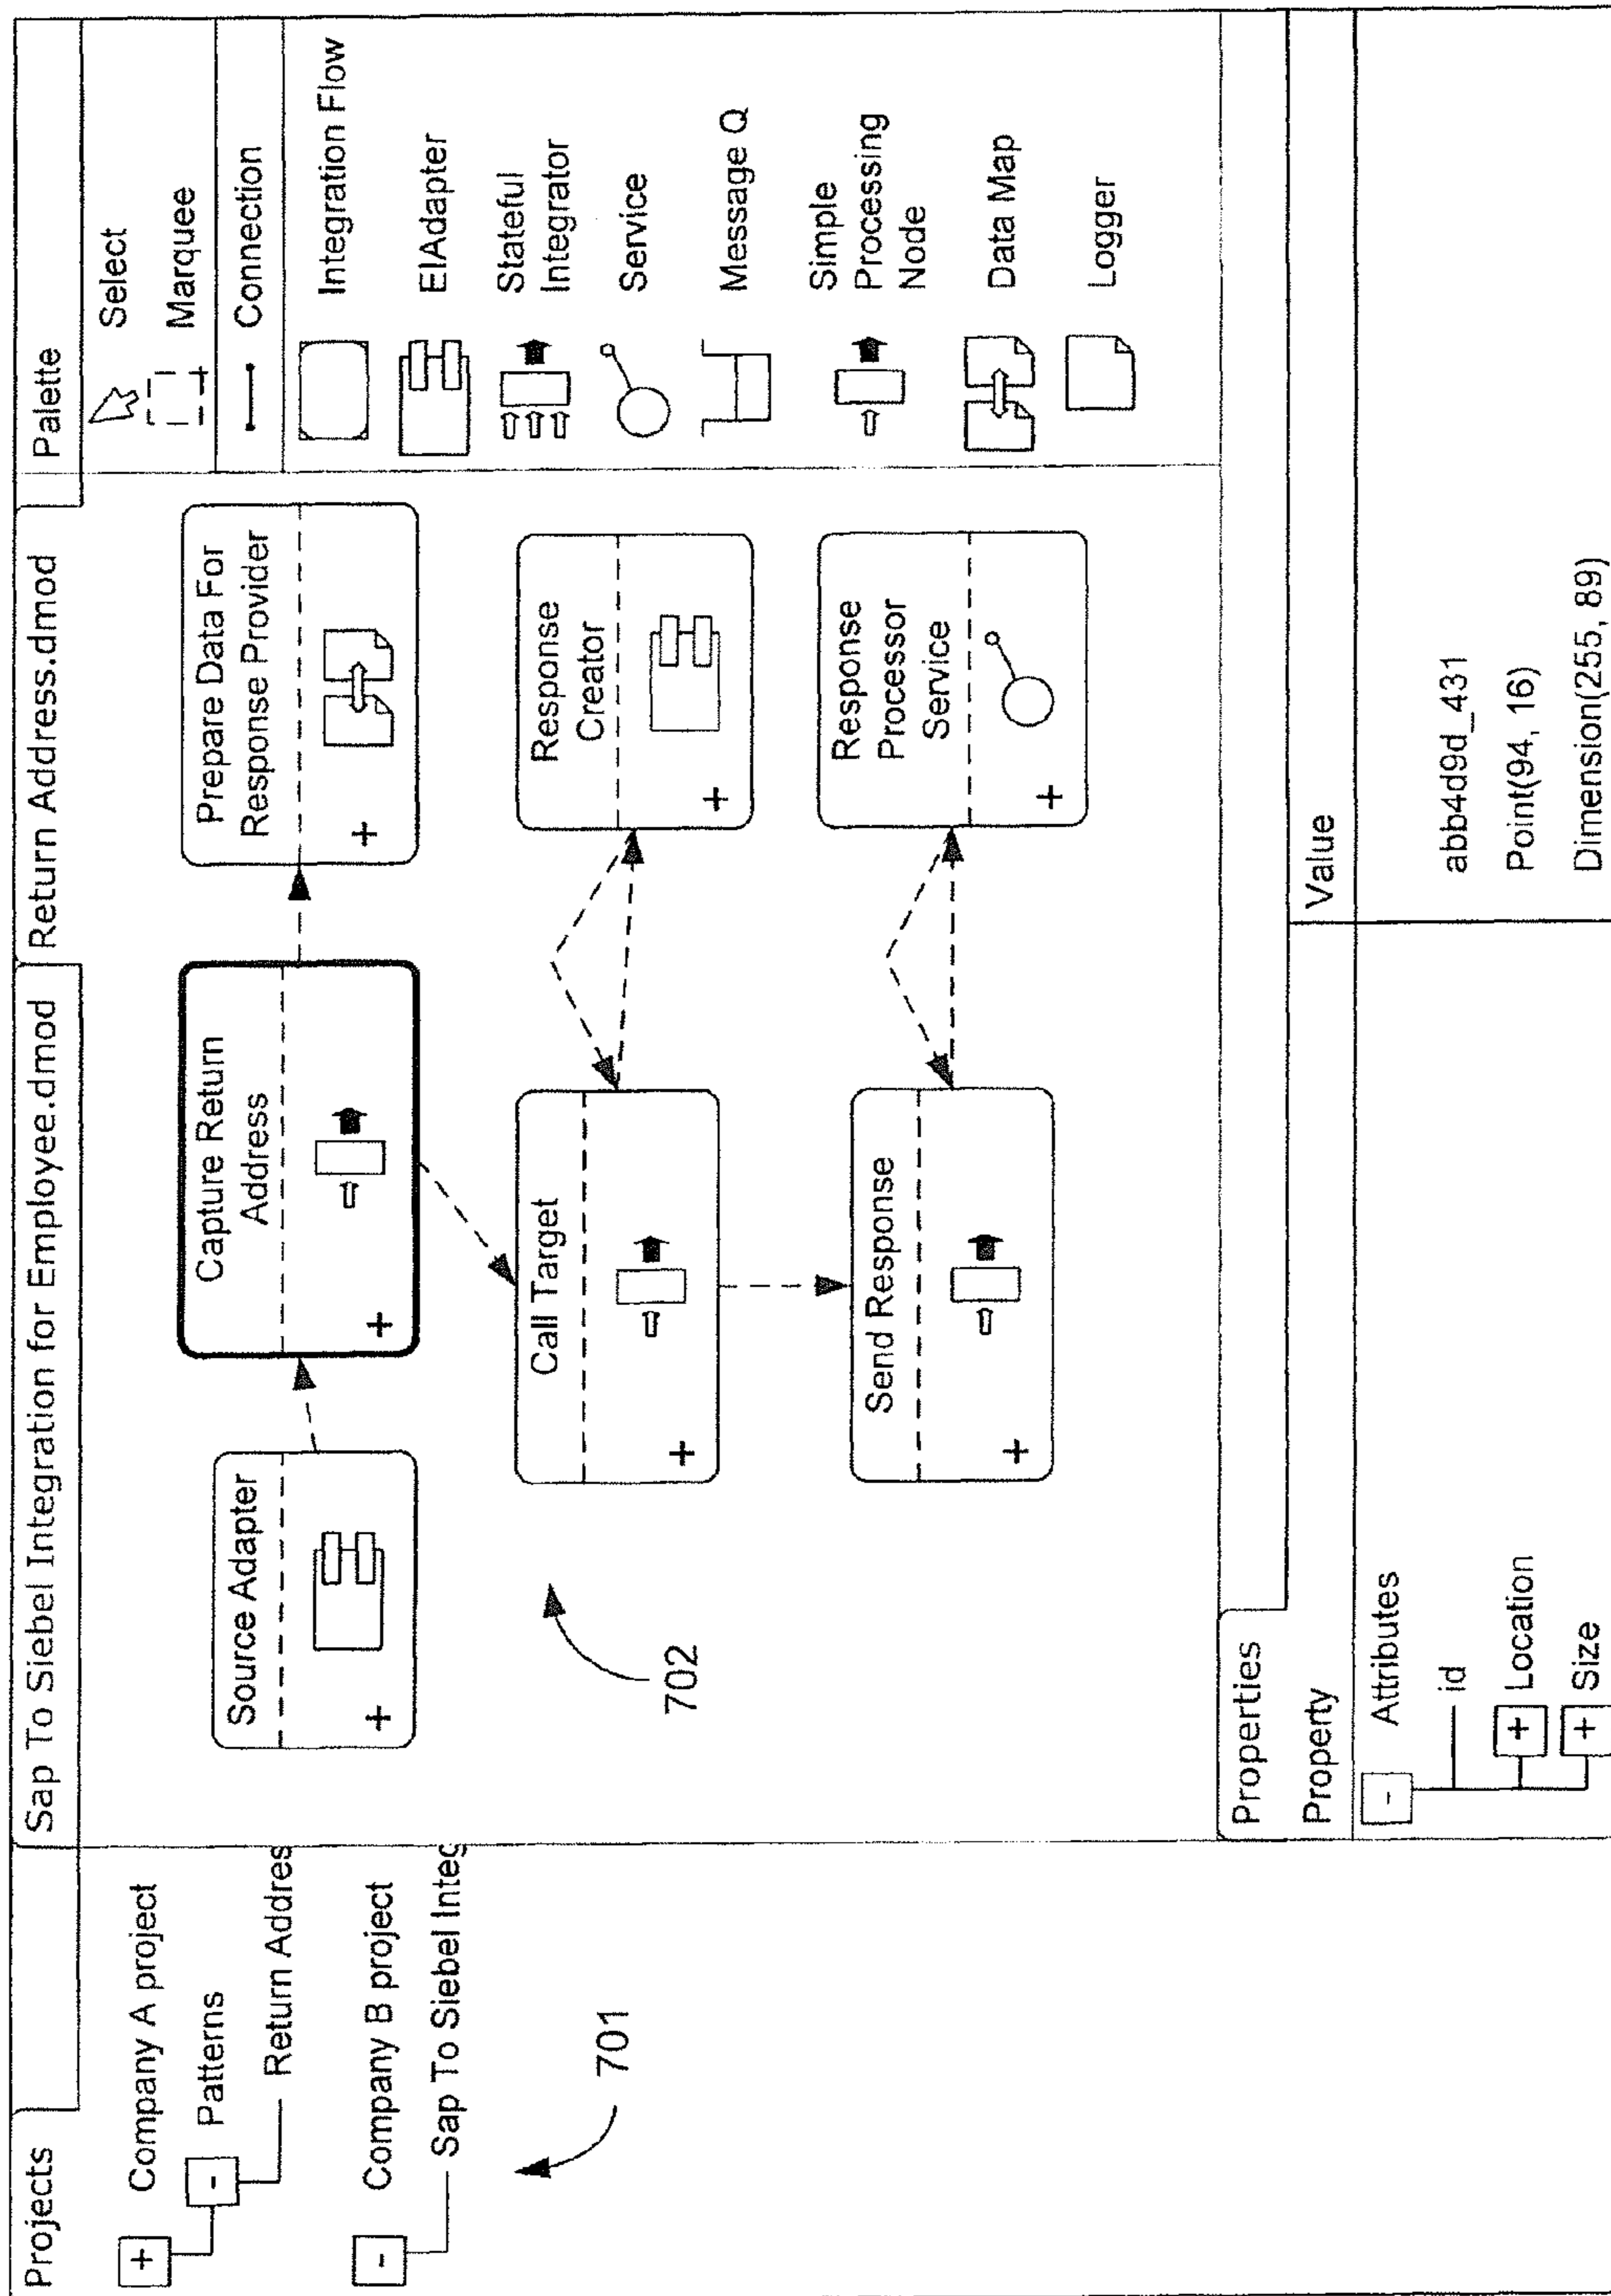 Projects
Sap To Siebel Integration for Employee.dmod
Return Address.dmod
Palette
+ Company A project
- Patterns
Return Addres
- Company B project
Sap To Siebel Integ
701
Source Adapter
+
Capture Return
Address
+
Prepare Data For
Response Provider
+
Call Target
+
Response
Creator
+
Send Response
+
Response
Processor
Service
+
702
Select
Marquee
Connection
Integration Flow
EIAdapter
Stateful
Integrator
Service
Message Q
Simple
Processing
Node
Data Map
Logger
Properties
Property
Value
- Attributes
id
abb4d9d_431
+ Location
Point(94, 16)
+ Size
Dimension(255, 89)